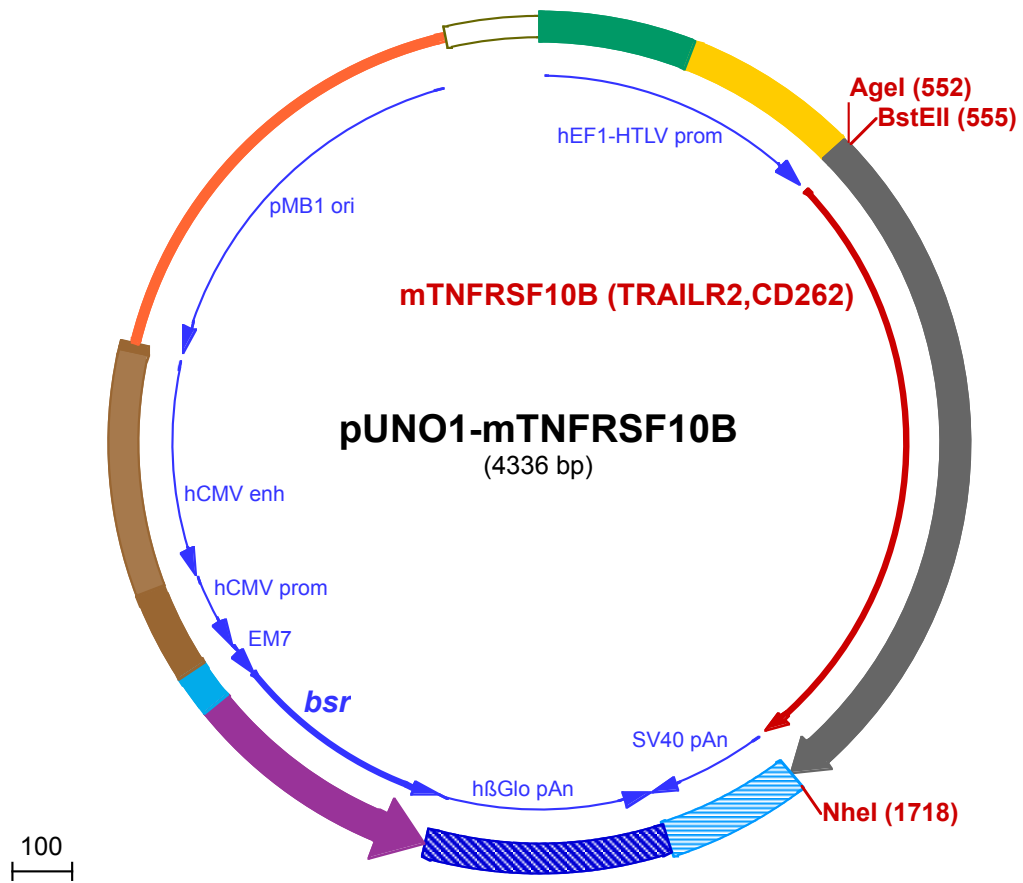 AgeI (552)
BstEII (555)
hEF1-HTLV prom
pMB1 ori
mTNFRSF10B (TRAILR2,CD262)
pUNO1-mTNFRSF10B
(4336 bp)
hCMV enh
hCMV prom
EM7
bsr
SV40 pAn
hßGlo pAn
NheI (1718)
100